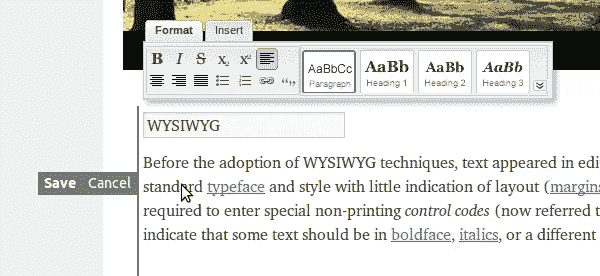 Format Insert
B I S x₂ x² 
AaBbCc AaBb AaBb AaBb
Paragraph Heading 1 Heading 2 Heading 3
WYSIWYG
Before the adoption of WYSIWYG techniques, text appeared in edi
Save Cancel
standard typeface and style with little indication of layout (margins
required to enter special non-printing control codes (now referred t
indicate that some text should be in boldface, italics, or a different